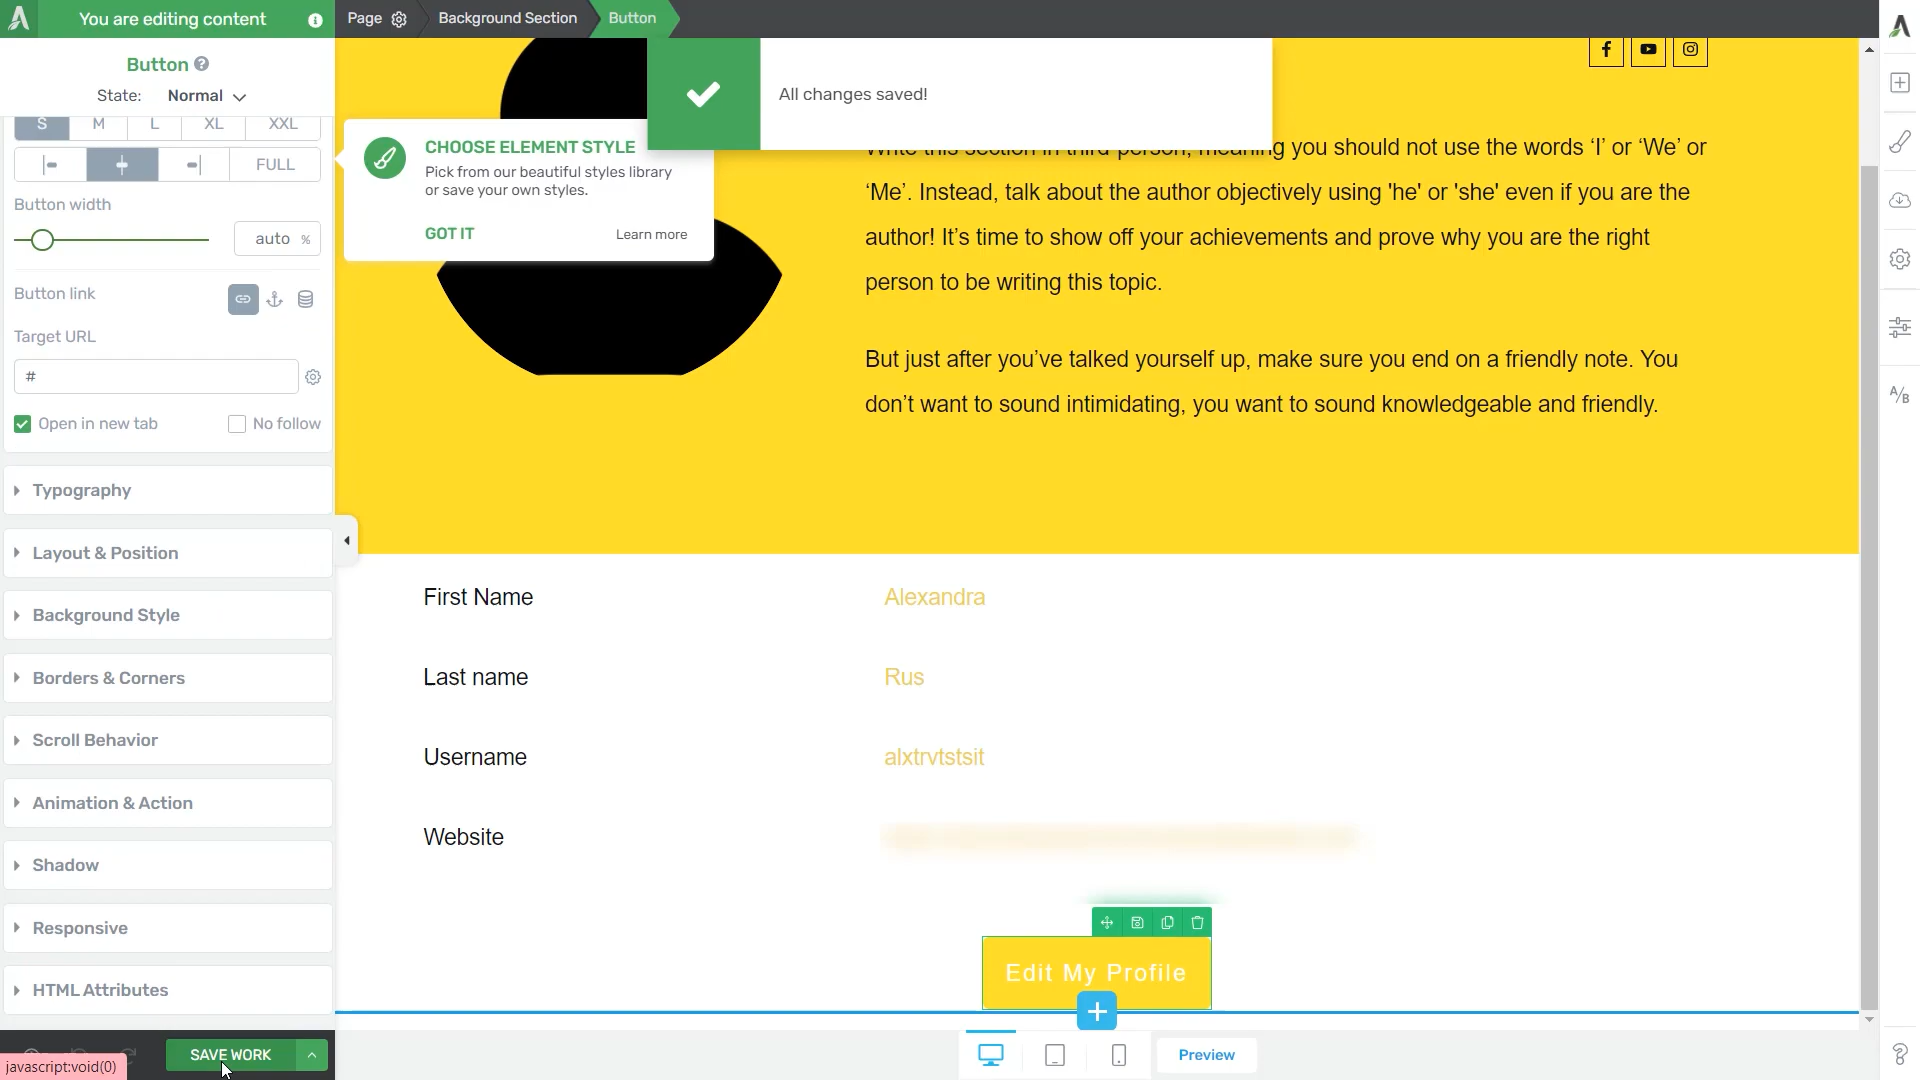 You are editing content
Page
Background Section
Button
Button
State: Normal
S M L XL XXL
FULL
Button width
auto %
Button link
Target URL
#
Open in new tab
No follow
Typography
Layout & Position
Background Style
Borders & Corners
Scroll Behavior
Animation & Action
Shadow
Responsive
HTML Attributes
SAVE WORK
javascript:void(0)
All changes saved!
CHOOSE ELEMENT STYLE
Pick from our beautiful styles library
or save your own styles.
GOT IT
Learn more
Write this section in third person, meaning you should not use the words ‘I’ or ‘We’ or
‘Me’. Instead, talk about the author objectively using 'he' or 'she' even if you are the
author! It’s time to show off your achievements and prove why you are the right
person to be writing this topic.
But just after you’ve talked yourself up, make sure you end on a friendly note. You
don’t want to sound intimidating, you want to sound knowledgeable and friendly.
First Name Alexandra
Last name Rus
Username alxtrvtstsit
Website
Edit My Profile
Preview
A/B